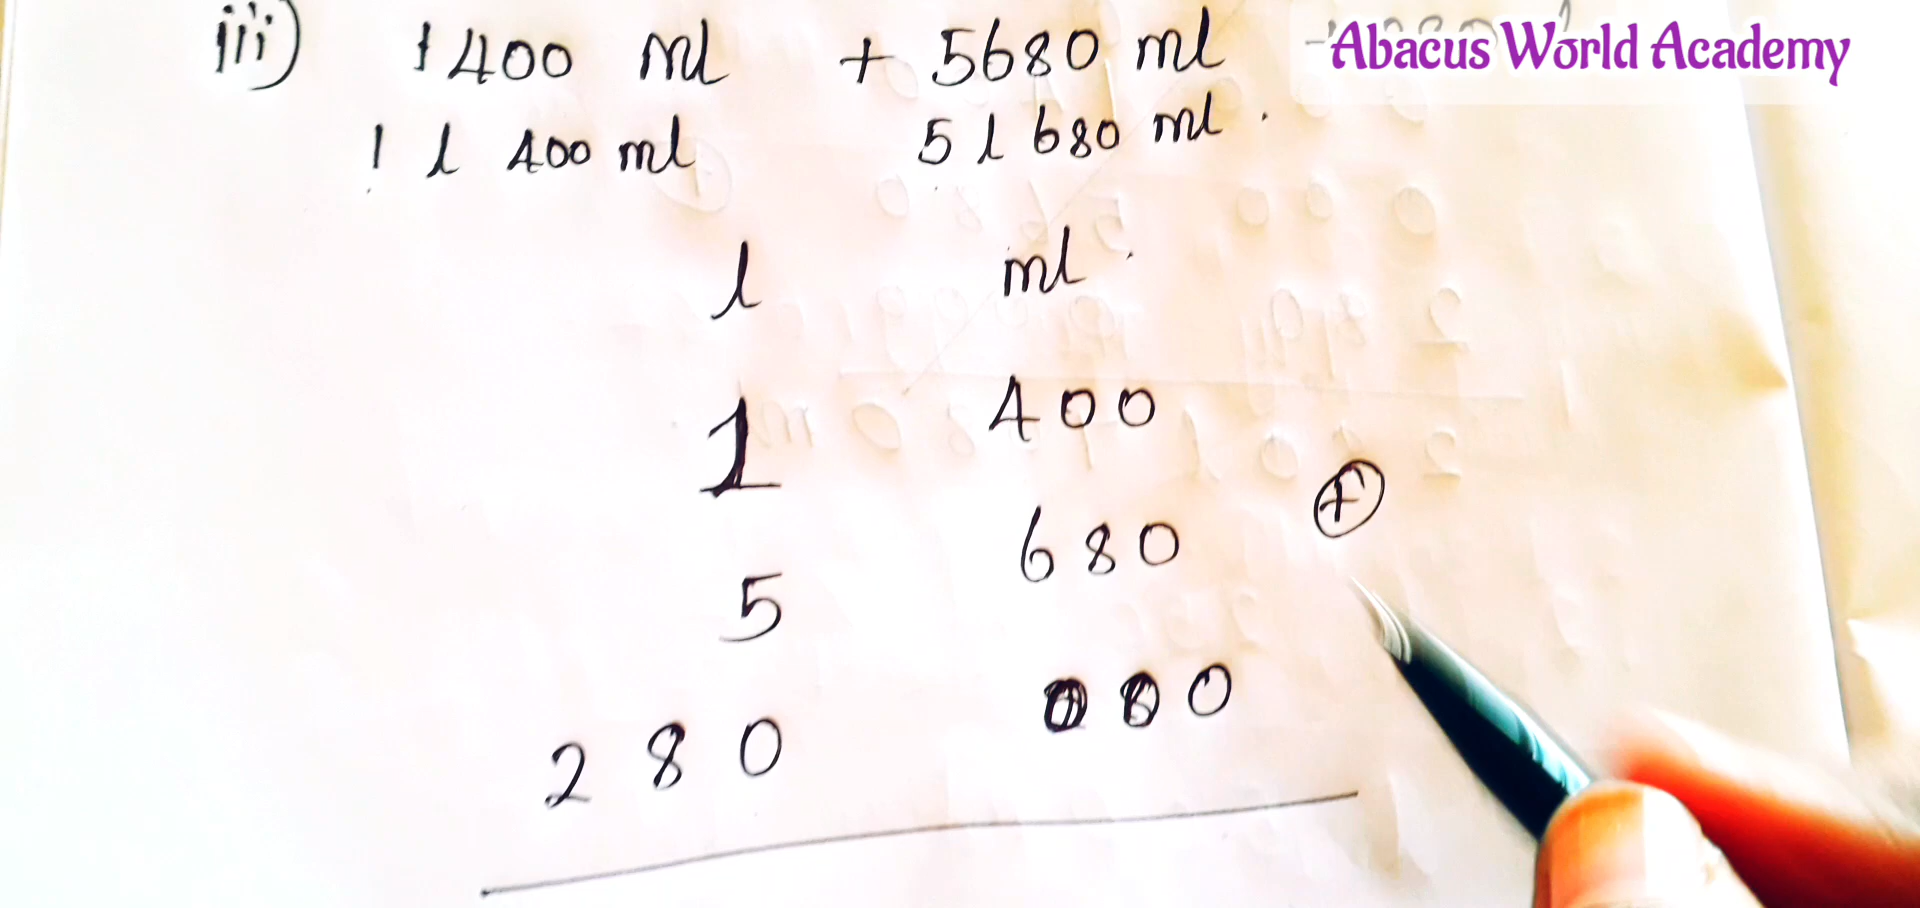 iii) 1400 ml + 5680 ml
Abacus World Academy
1 l 400 ml 5 l 680 ml .
l ml
1 400
5 680 +
280 000